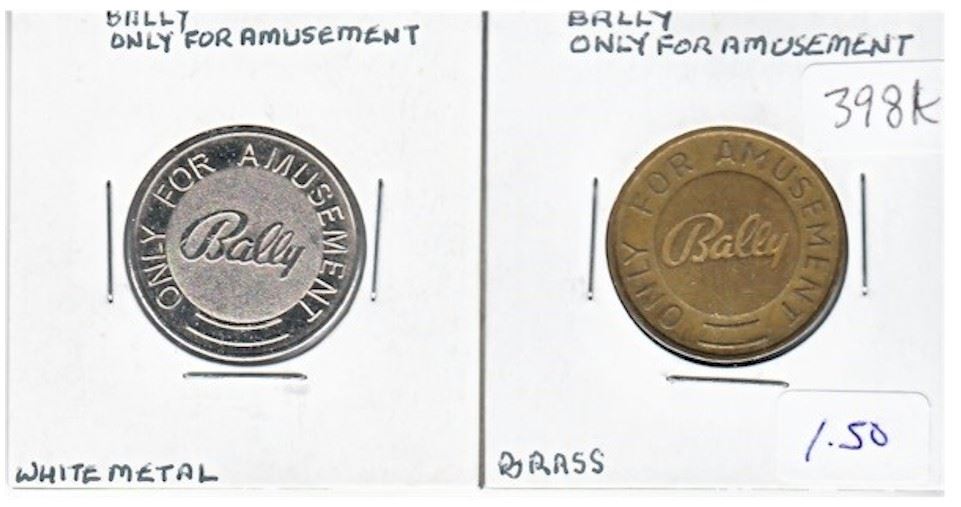 BALLY
ONLY FOR AMUSEMENT
ONLY FOR AMUSEMENT
Bally
WHITE METAL
BALLY
ONLY FOR AMUSEMENT
398K
ONLY FOR AMUSEMENT
Bally
1.50
BRASS